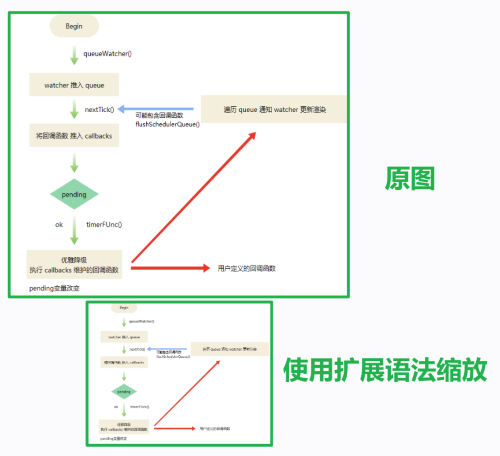 Begin
queueWatcher()
watcher 推入 queue
nextTick()
可能包含回调函数
flushSchedulerQueue()
遍历 queue 通知 watcher 更新渲染
将回调函数 推入 callbacks
原图
pending
ok
timerFUnc()
优雅降级
执行 callbacks 维护的回调函数
用户定义的回调函数
pending变量改变
Begin
queueWatcher()
watcher 推入 queue
nextTick()
可能包含回调函数
flushSchedulerQueue()
遍历 queue 通知 watcher 更新渲染
将回调函数 推入 callbacks
使用扩展语法缩放
pending
ok
timerFUnc()
优雅降级
执行 callbacks 维护的回调函数
用户定义的回调函数
pending变量改变